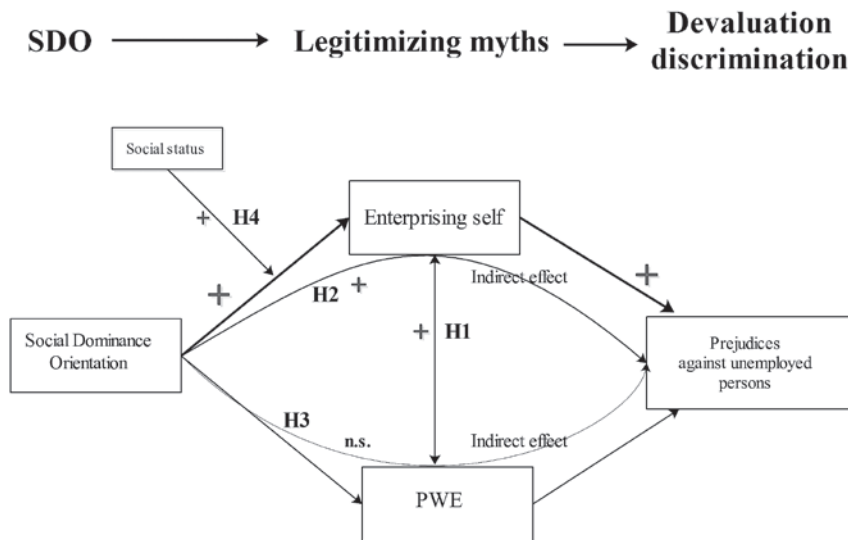 SDO
Legitimizing myths
Devaluation
discrimination
Social status
+
H4
Enterprising self
+
H2
+
Indirect effect
+
+
H1
Social Dominance
Orientation
Prejudices
against unemployed
persons
H3
n.s.
Indirect effect
PWE